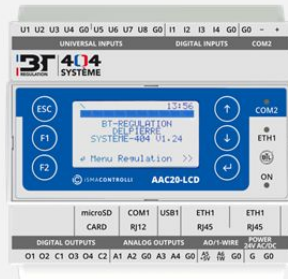 U1 U2 U3 U4 G0 U5 U6 U7 U8 G0 I1 I2 I3 I4 G0 G0 - +
UNIVERSAL INPUTS DIGITAL INPUTS COM2
BT REGULATION 404 SYSTÈME
ESC
F1
F2
13:56
BT-REGULATION
DELPIERRE
SYSTEME-404 V1.24
Menu Regulation >>
iSMACONTROLLI AAC20-LCD
COM2
ETH1
ON
microSD CARD
COM1 RJ12
USB1
ETH1 RJ45
ETH1 RJ45
DIGITAL OUTPUTS ANALOG OUTPUTS AO/1-WIRE POWER 24V AC/DC
O1 O2 C1 O3 O4 C2 A1 A2 G0 A3 A4 G0 G0 G G0